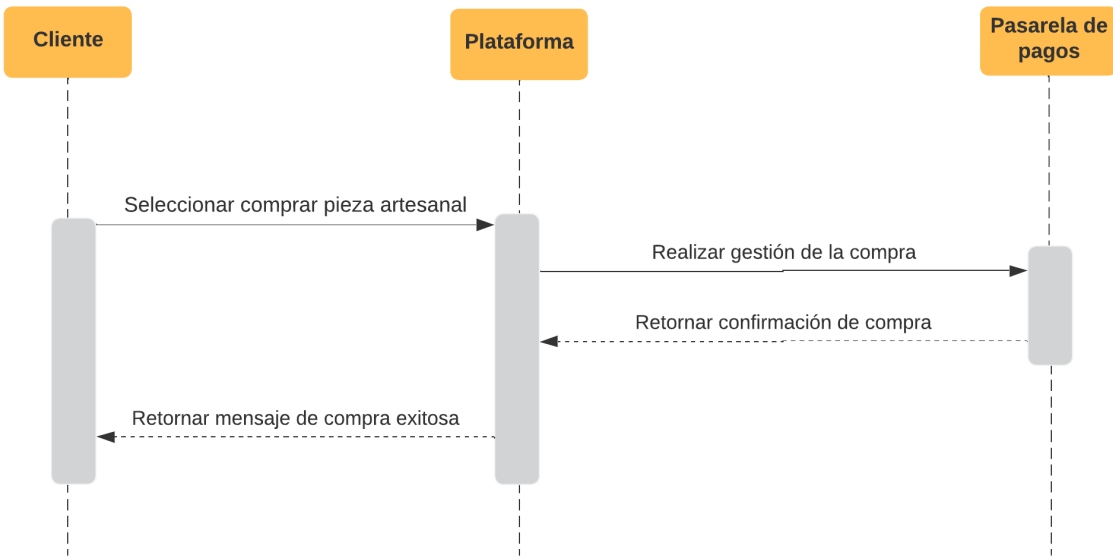 Cliente
Plataforma
Pasarela de
pagos
Seleccionar comprar pieza artesanal
Realizar gestión de la compra
Retornar confirmación de compra
Retornar mensaje de compra exitosa